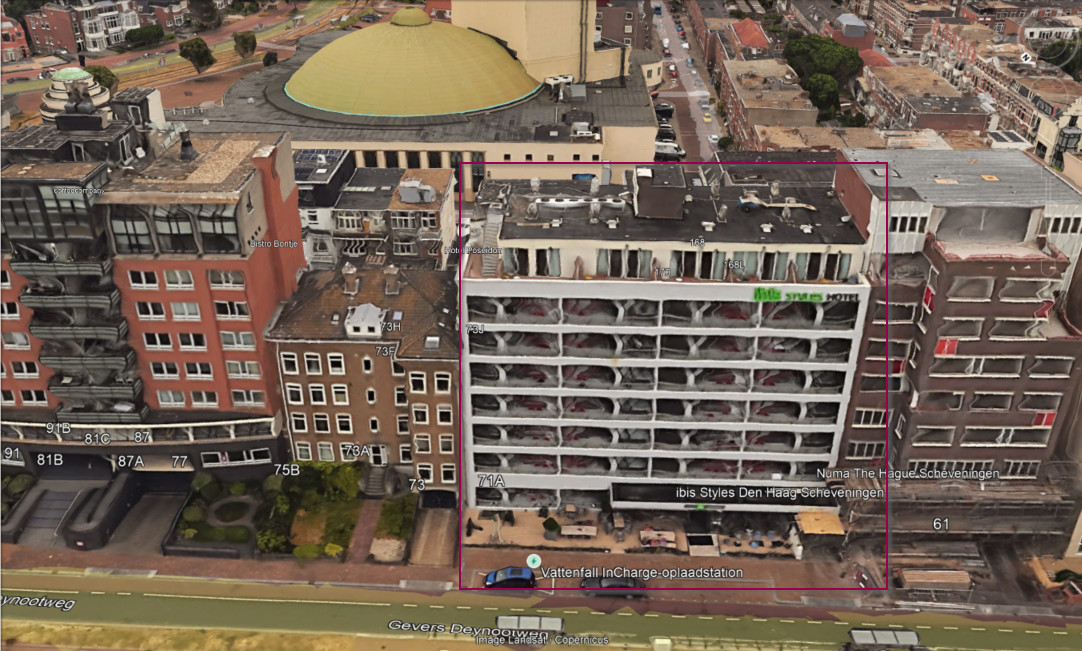 coffeecompany
Bistro Bontje
Hotel Poseidon
168
168L
73H
73J
73F
ibis STYLES HOTEL
91B
81C
87
91
81B
87A
77
75B
73A
73
71A
Numa The Hague Scheveningen
ibis Styles Den Haag Scheveningen
61
Vattenfall InCharge-oplaadstation
eynootweg
Gevers Deynootweg
Image Landsat / Copernicus
N